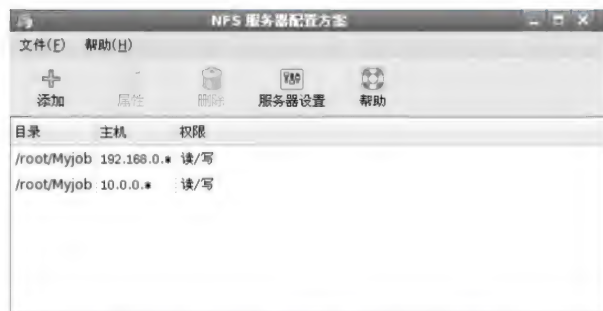 NFS 服务器配置方案
文件(F) 帮助(H)
添加 属性 删除 服务器设置 帮助
目录 主机 权限
/root/Myjob 192.168.0.* 读/写
/root/Myjob 10.0.0.* 读/写